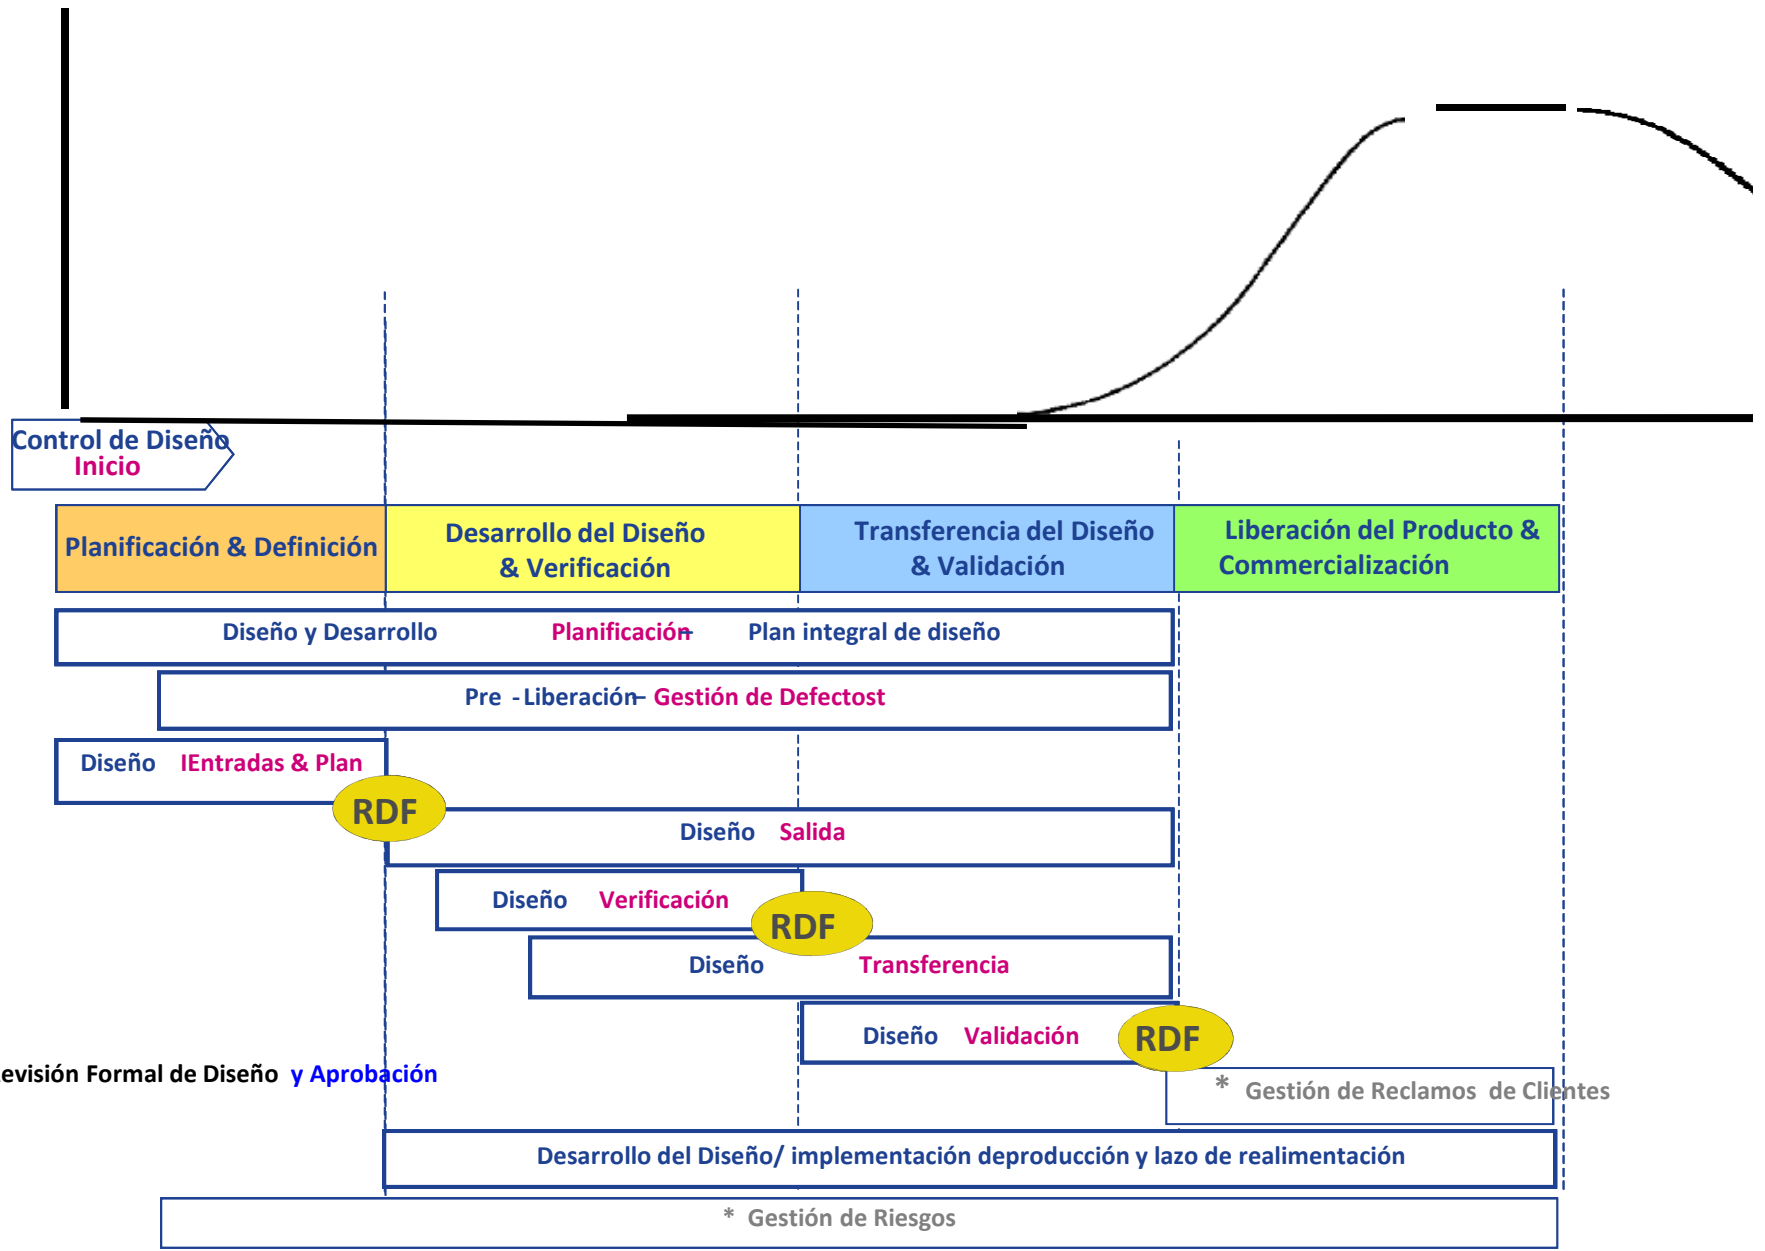 Control de Diseño
Inicio
Planificación & Definición
Desarrollo del Diseño
& Verificación
Transferencia del Diseño
& Validación
Liberación del Producto &
Commercialización
Diseño y Desarrollo Planificación– Plan integral de diseño
Pre -Liberación– Gestión de Defectost
Diseño IEntradas & Plan
RDF
Diseño Salida
Diseño Verificación
RDF
Diseño Transferencia
Diseño Validación
RDF
evisión Formal de Diseño y Aprobación
* Gestión de Reclamos de Clientes
Desarrollo del Diseño/ implementación deproducción y lazo de realimentación
* Gestión de Riesgos